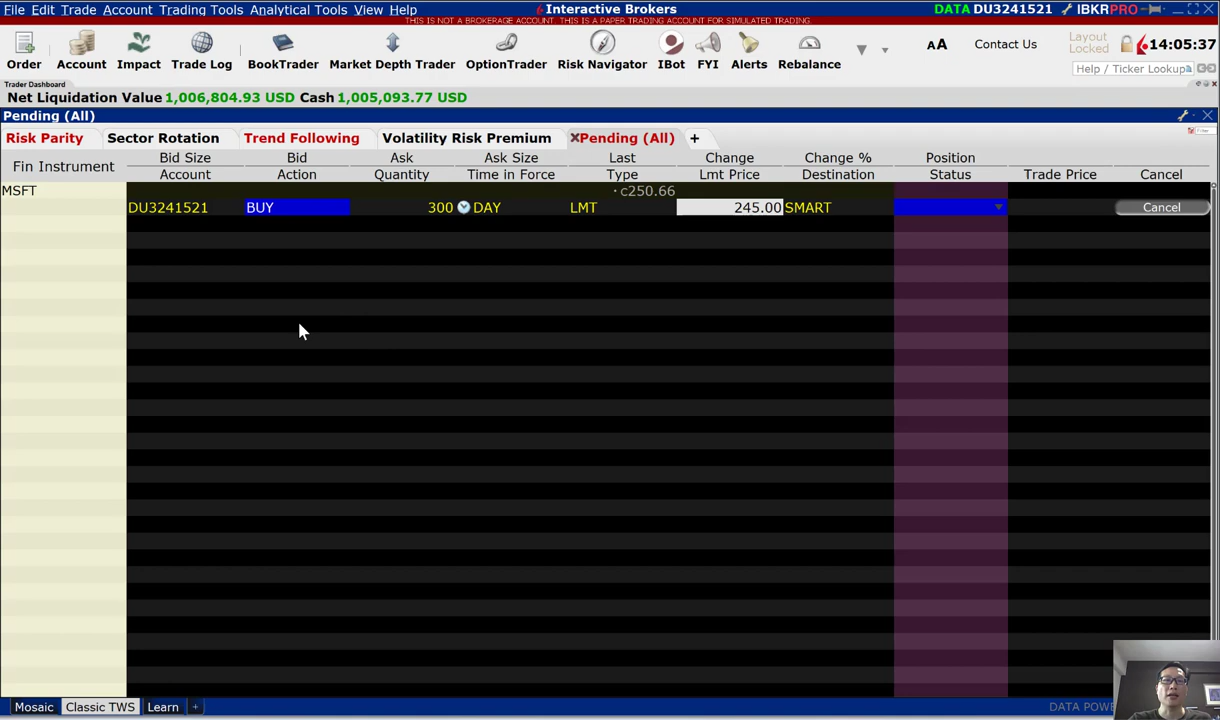 File Edit Trade Account Trading Tools Analytical Tools View Help Interactive Brokers DATA DU3241521 IBKRPRO
THIS IS NOT A BROKERAGE ACCOUNT. THIS IS A PAPER TRADING ACCOUNT FOR SIMULATED TRADING.
Order Account Impact Trade Log BookTrader Market Depth Trader OptionTrader Risk Navigator IBot FYI Alerts Rebalance
AA Contact Us Layout Locked 14:05:37
Help / Ticker Lookup
Trader Dashboard
Net Liquidation Value 1,006,804.93 USD Cash 1,005,093.77 USD
Pending (All)
Risk Parity Sector Rotation Trend Following Volatility Risk Premium Pending (All) +
Filter
Fin Instrument Bid Size Bid Ask Ask Size Last Change Change % Position
Account Action Quantity Time in Force Type Lmt Price Destination Status Trade Price Cancel
MSFT c250.66
DU3241521 BUY 300 DAY LMT 245.00 SMART Cancel
Mosaic Classic TWS Learn + DATA POWE